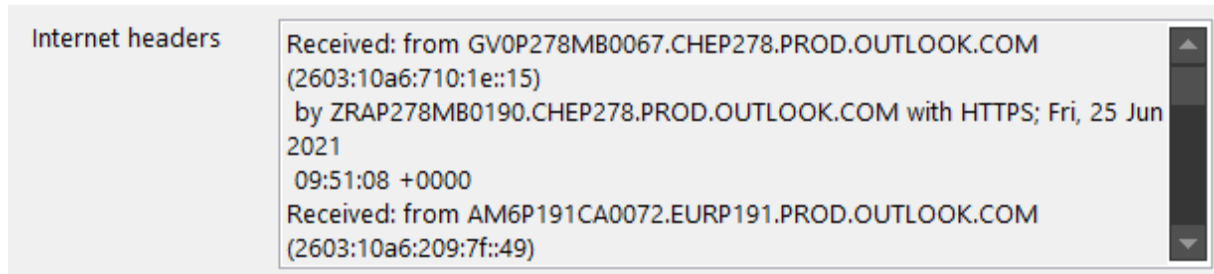 Internet headers
Received: from GV0P278MB0067.CHEP278.PROD.OUTLOOK.COM
(2603:10a6:710:1e::15)
by ZRAP278MB0190.CHEP278.PROD.OUTLOOK.COM with HTTPS; Fri, 25 Jun
2021
09:51:08 +0000
Received: from AM6P191CA0072.EURP191.PROD.OUTLOOK.COM
(2603:10a6:209:7f::49)